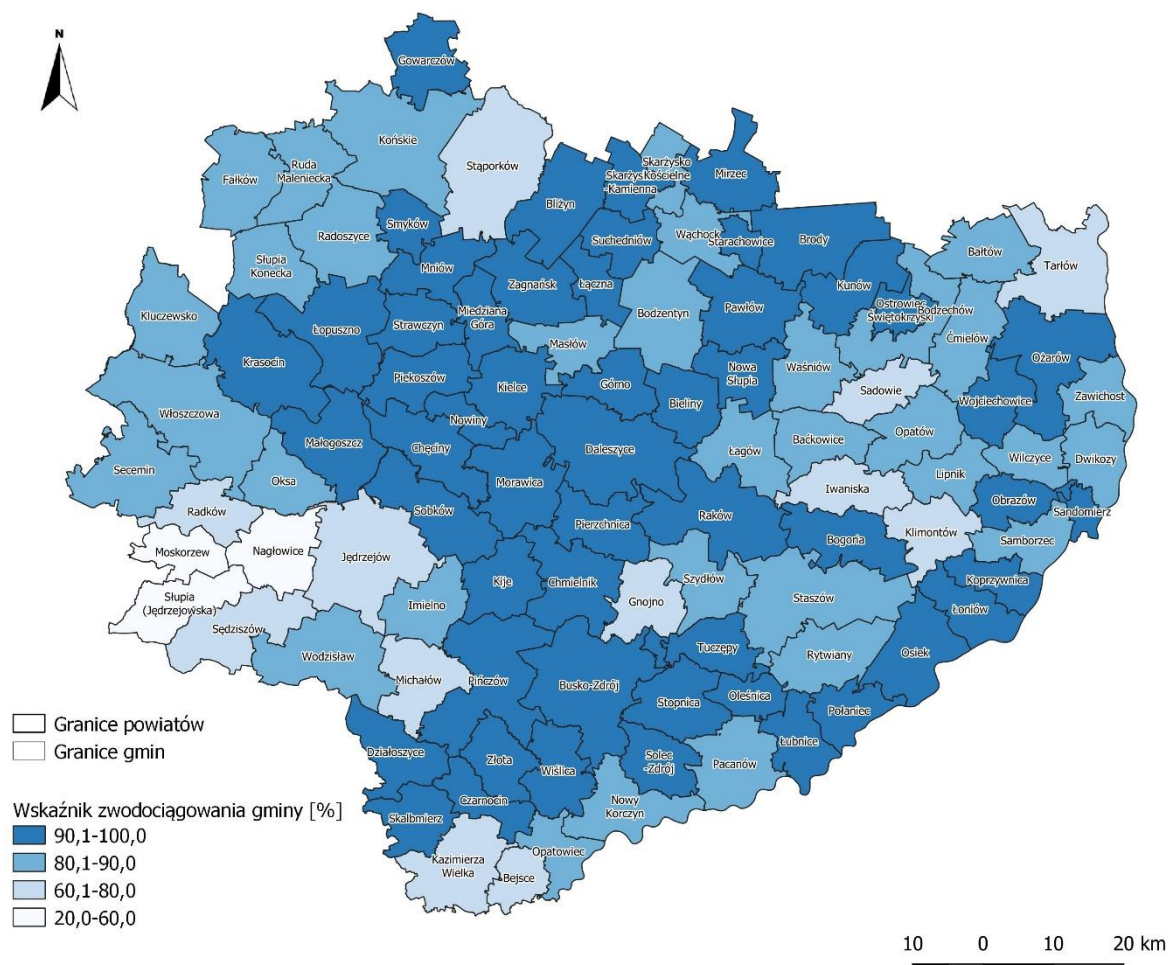 N
Gowarczów
Końskie
Stąporków
Ruda
Maleniecka
Fałków
Skarżysko
Kościelne
Skarżysk
-Kamienna
Mirzec
Bliżyn
Smyków
Radoszyce
Suchedniów
Wąchock
Starachowice
Brody
Bałtów
Tarłów
Słupia
Konecka
Mniów
Zagnańsk
Łączna
Kunów
Kluczewsko
Łopuszno
Strawczyn
Miedziana
Góra
Bodzentyn
Pawłów
Ostrowiec
Świętokrzyski
Bodzechów
Masłów
Ćmielów
Ożarów
Krasocin
Piekoszów
Kielce
Górno
Nowa
Słupia
Waśniów
Sadowie
Wojciechowice
Zawichost
Włoszczowa
Nowiny
Bieliny
Małogoszcz
Chęciny
Daleszyce
Łagów
Baćkowice
Opatów
Wilczyce
Dwikozy
Secemin
Oksa
Morawica
Iwaniska
Lipnik
Radków
Sobków
Pierzchnica
Raków
Obrazów
Sandomierz
Klimontów
Moskorzew
Nagłowice
Jędrzejów
Bogoria
Samborzec
Słupia
(Jędrzejowska)
Imielno
Kije
Chmielnik
Gnojno
Szydłów
Staszów
Koprzywnica
Łoniów
Sędziszów
Wodzisław
Tuczępy
Rytwiany
Osiek
Michałów
Pińczów
Busko-Zdrój
Stopnica
Oleśnica
Połaniec
Działoszyce
Złota
Wiślica
Solec
-Zdrój
Pacanów
Łubnice
Skalbmierz
Czarnocin
Nowy
Korczyn
Kazimierza
Wielka
Bejsce
Opatowiec
Granice powiatów
Granice gmin
Wskaźnik zwodociągowania gminy [%]
90,1-100,0
80,1-90,0
60,1-80,0
20,0-60,0
10 0 10 20 km